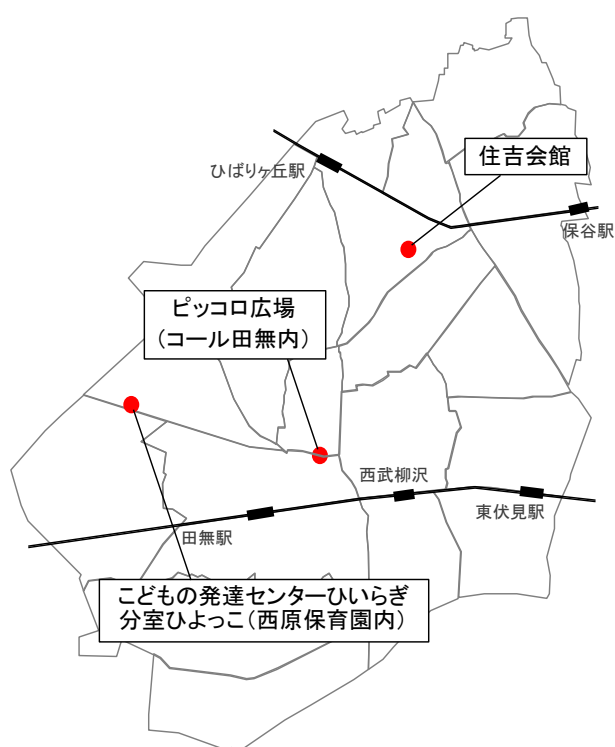 住吉会館
ひばりヶ丘駅
保谷駅
ピッコロ広場
（コール田無内）
西武柳沢
東伏見駅
田無駅
こどもの発達センターひいらぎ
分室ひよっこ（西原保育園内）